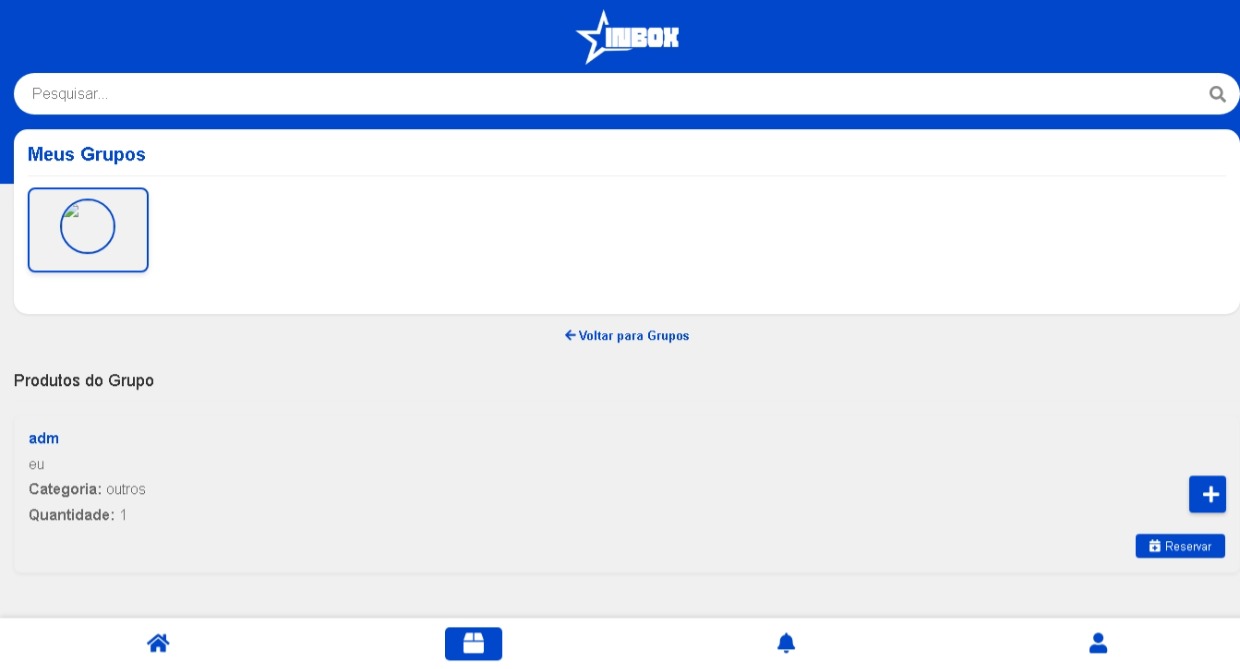 INBOX
Pesquisar...
Meus Grupos
Voltar para Grupos
Produtos do Grupo
adm
eu
Categoria: outros
Quantidade: 1
Reservar